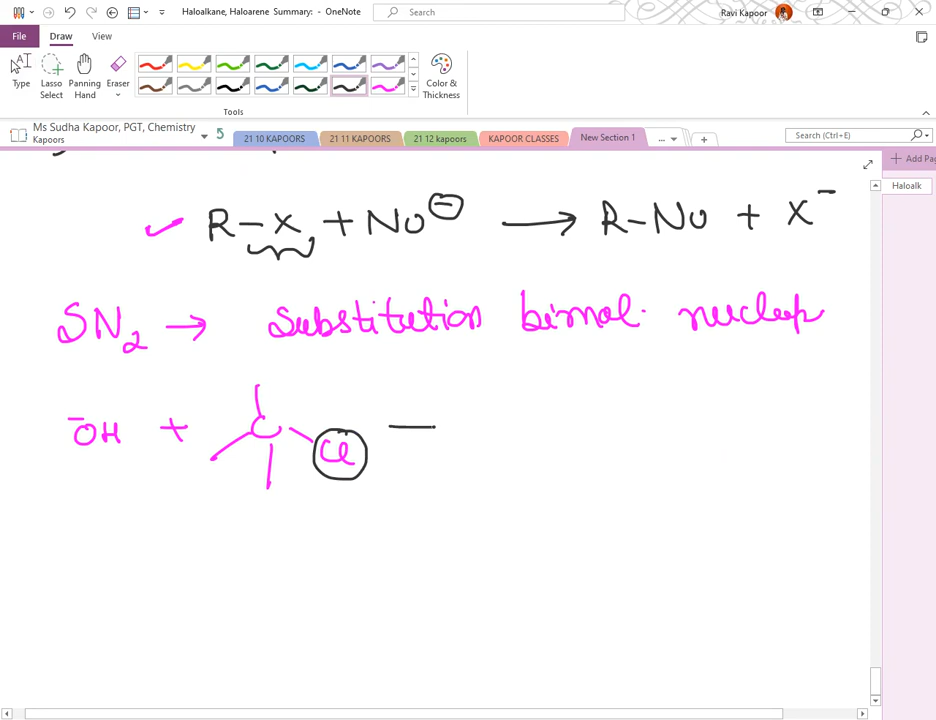 Haloalkane, Haloarene Summary: - OneNote
Search
Ravi Kapoor
File
Draw
View
Type
Lasso Select
Panning Hand
Eraser
Color & Thickness
Tools
Ms Sudha Kapoor, PGT, Chemistry
Kapoors
21 10 KAPOORS
21 11 KAPOORS
21 12 kapoors
KAPOOR CLASSES
New Section 1
...
Search (Ctrl+E)
Add Pag
Haloalk
R-X + Nu⊖ → R-Nu + X⁻
SN2 → substitution bimol. nucleop
⁻OH + C Cl —